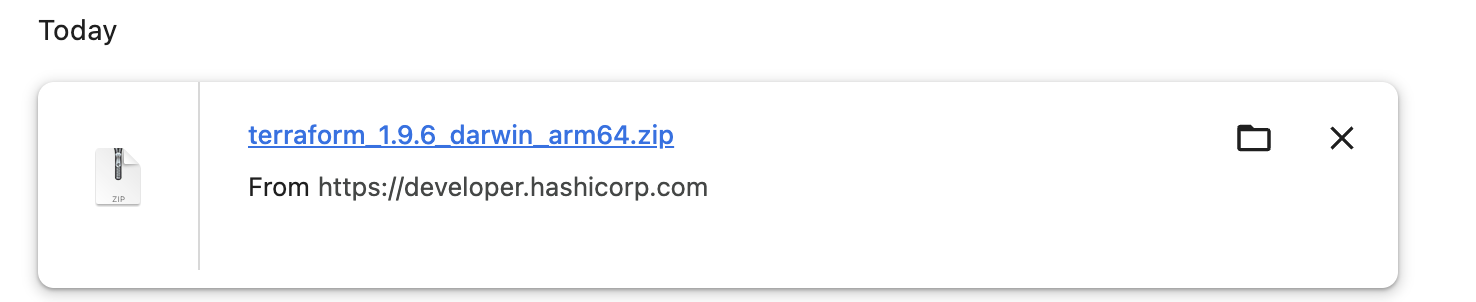 Today
terraform_1.9.6_darwin_arm64.zip
From https://developer.hashicorp.com
ZIP